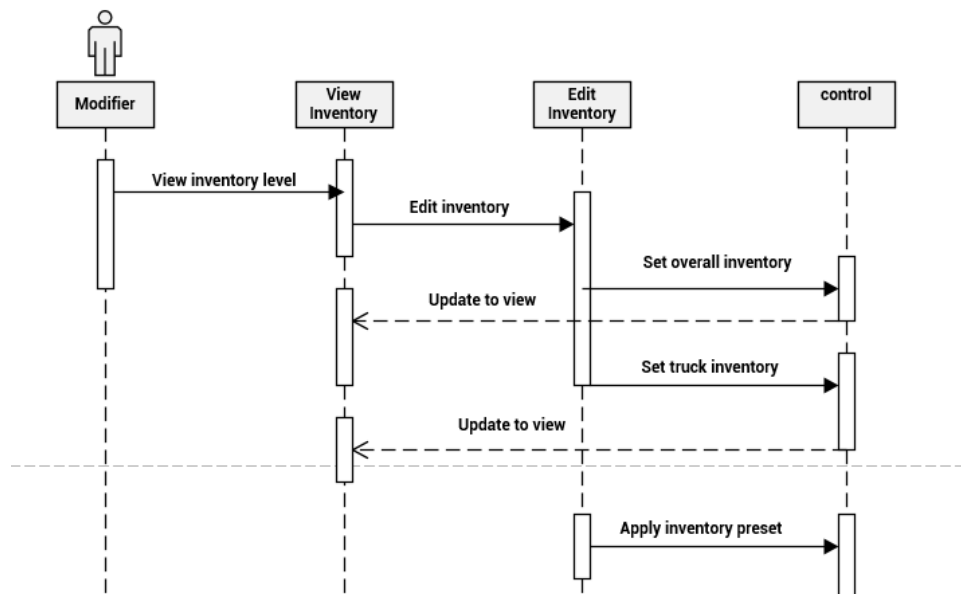 Modifier
View
Inventory
Edit
Inventory
control
View inventory level
Edit inventory
Set overall inventory
Update to view
Set truck inventory
Update to view
Apply inventory preset